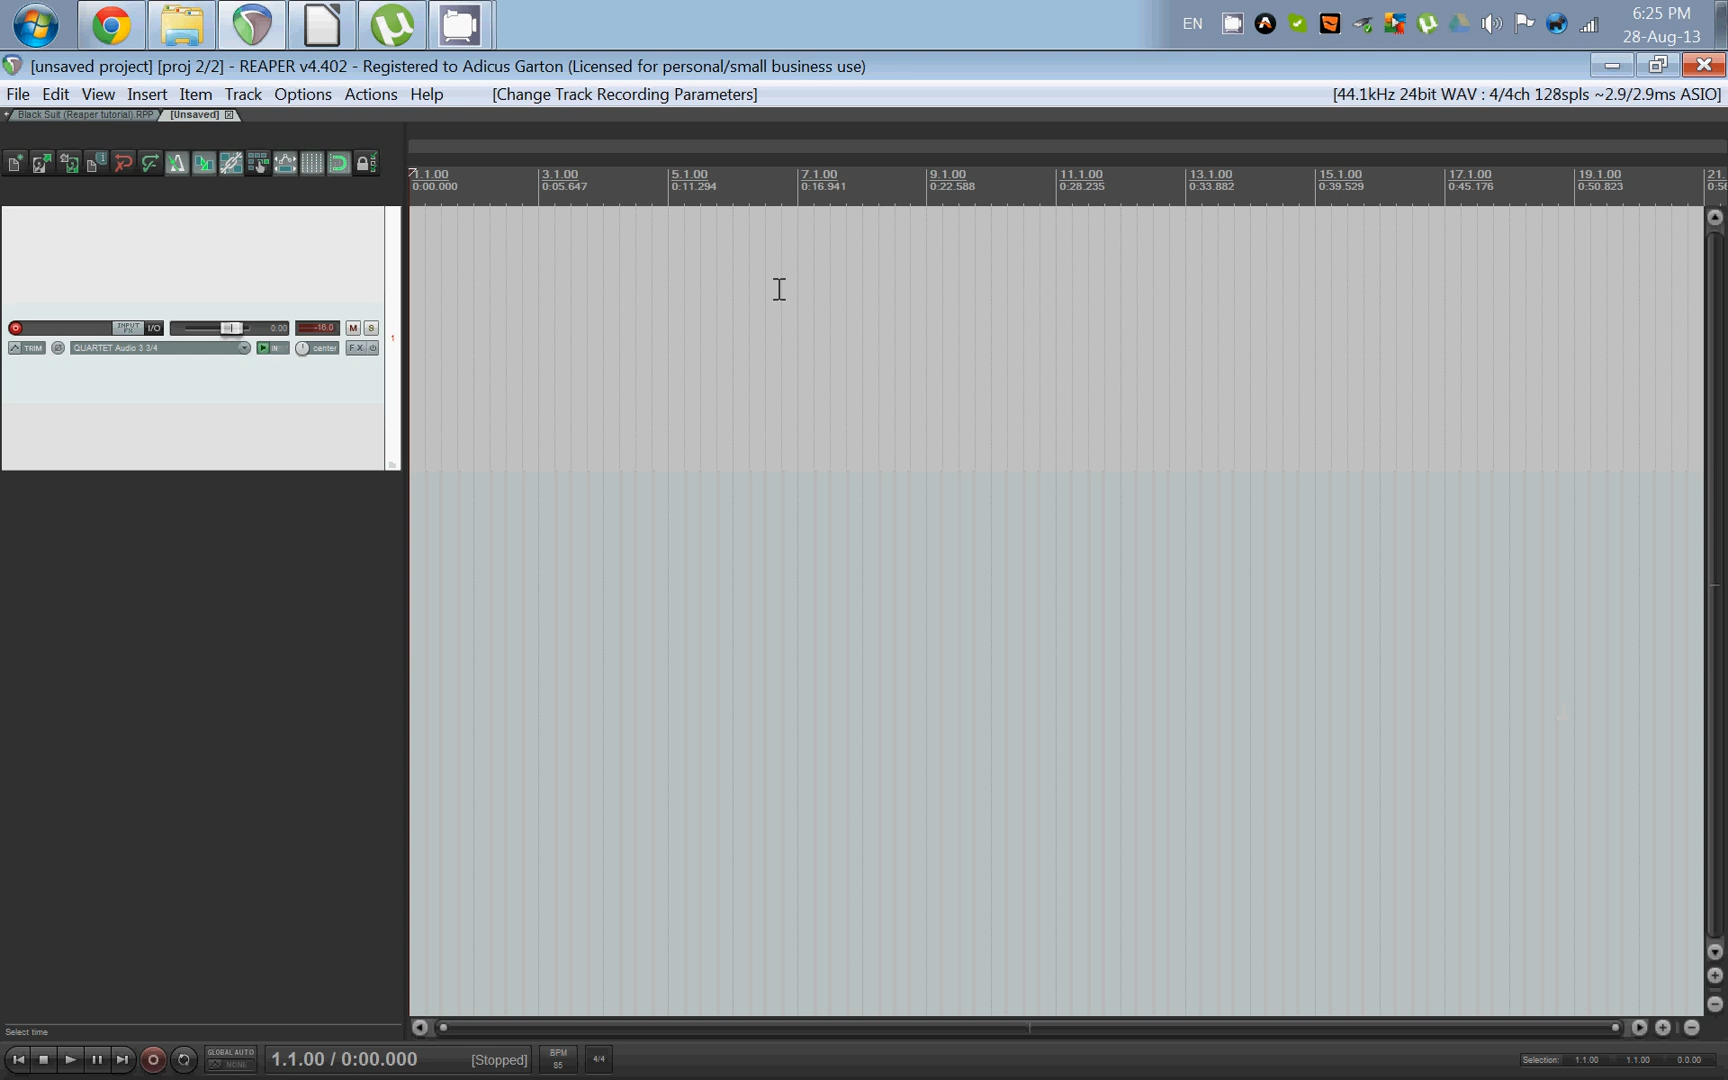 EN
6:25 PM
28-Aug-13
[unsaved project] [proj 2/2] - REAPER v4.402 - Registered to Adicus Garton (Licensed for personal/small business use)
File Edit View Insert Item Track Options Actions Help [Change Track Recording Parameters] [44.1kHz 24bit WAV : 4/4ch 128spls ~2.9/2.9ms ASIO]
Black Suit (Reaper tutorial).RPP [Unsaved]
1.1.00 3.1.00 5.1.00 7.1.00 9.1.00 11.1.00 13.1.00 15.1.00 17.1.00 19.1.00 21.
0:00.000 0:05.647 0:11.294 0:16.941 0:22.588 0:28.235 0:33.882 0:39.529 0:45.176 0:50.823
INPUT FX I/O 0.00 -16.0 M S
1
TRIM QUARTET Audio 3 3/4 IN center FX
Select time
GLOBAL AUTO
NONE
1.1.00 / 0:00.000 [Stopped]
BPM
85
4/4
Selection: 1.1.00 1.1.00 0.0.00